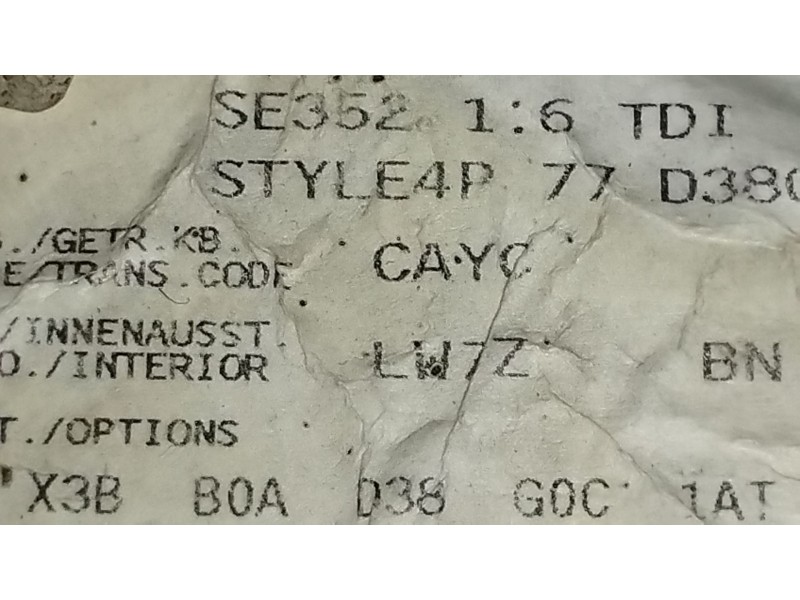 SE352 1:6 TDI
STYLE4P 77 D38
./GETR.KB.
E/TRANS.CODE CAYC
/INNENAUSST.
O./INTERIOR LW7Z BN
T./OPTIONS
X3B B0A D38 G0C 1AT